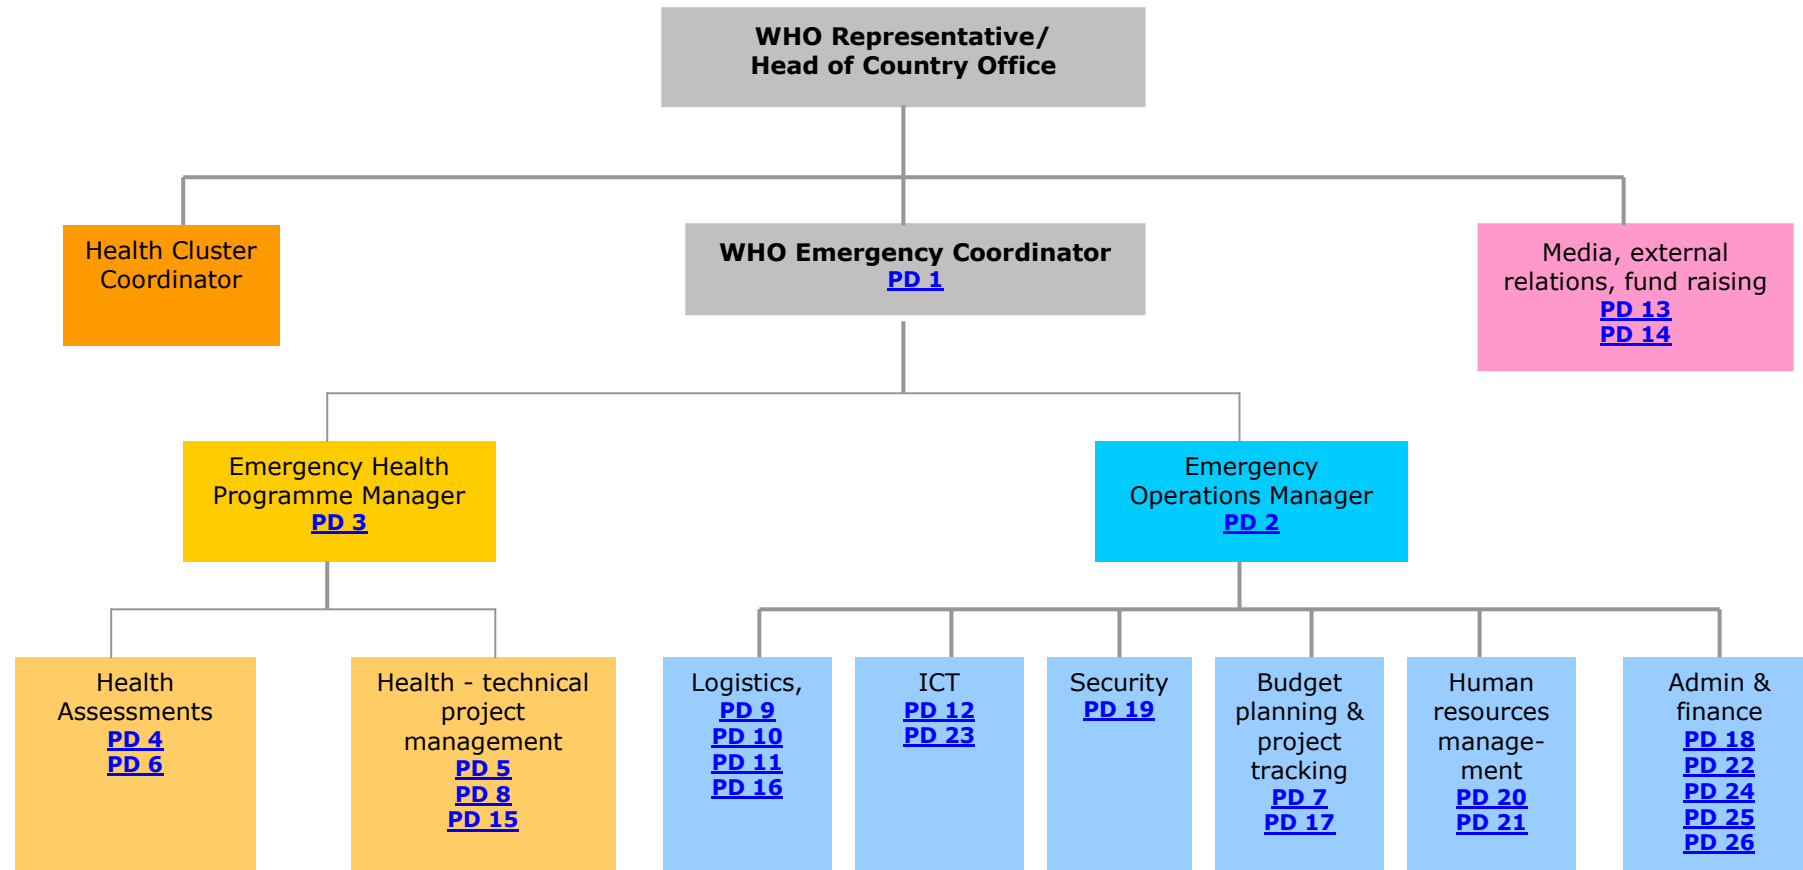 WHO Representative/
Head of Country Office
Health Cluster
Coordinator
WHO Emergency Coordinator
PD 1
Media, external
relations, fund raising
PD 13
PD 14
Emergency Health
Programme Manager
PD 3
Emergency
Operations Manager
PD 2
Health
Assessments
PD 4
PD 6
Health - technical
project
management
PD 5
PD 8
PD 15
Logistics,
PD 9
PD 10
PD 11
PD 16
ICT
PD 12
PD 23
Security
PD 19
Budget
planning &
project
tracking
PD 7
PD 17
Human
resources
manage-
ment
PD 20
PD 21
Admin &
finance
PD 18
PD 22
PD 24
PD 25
PD 26